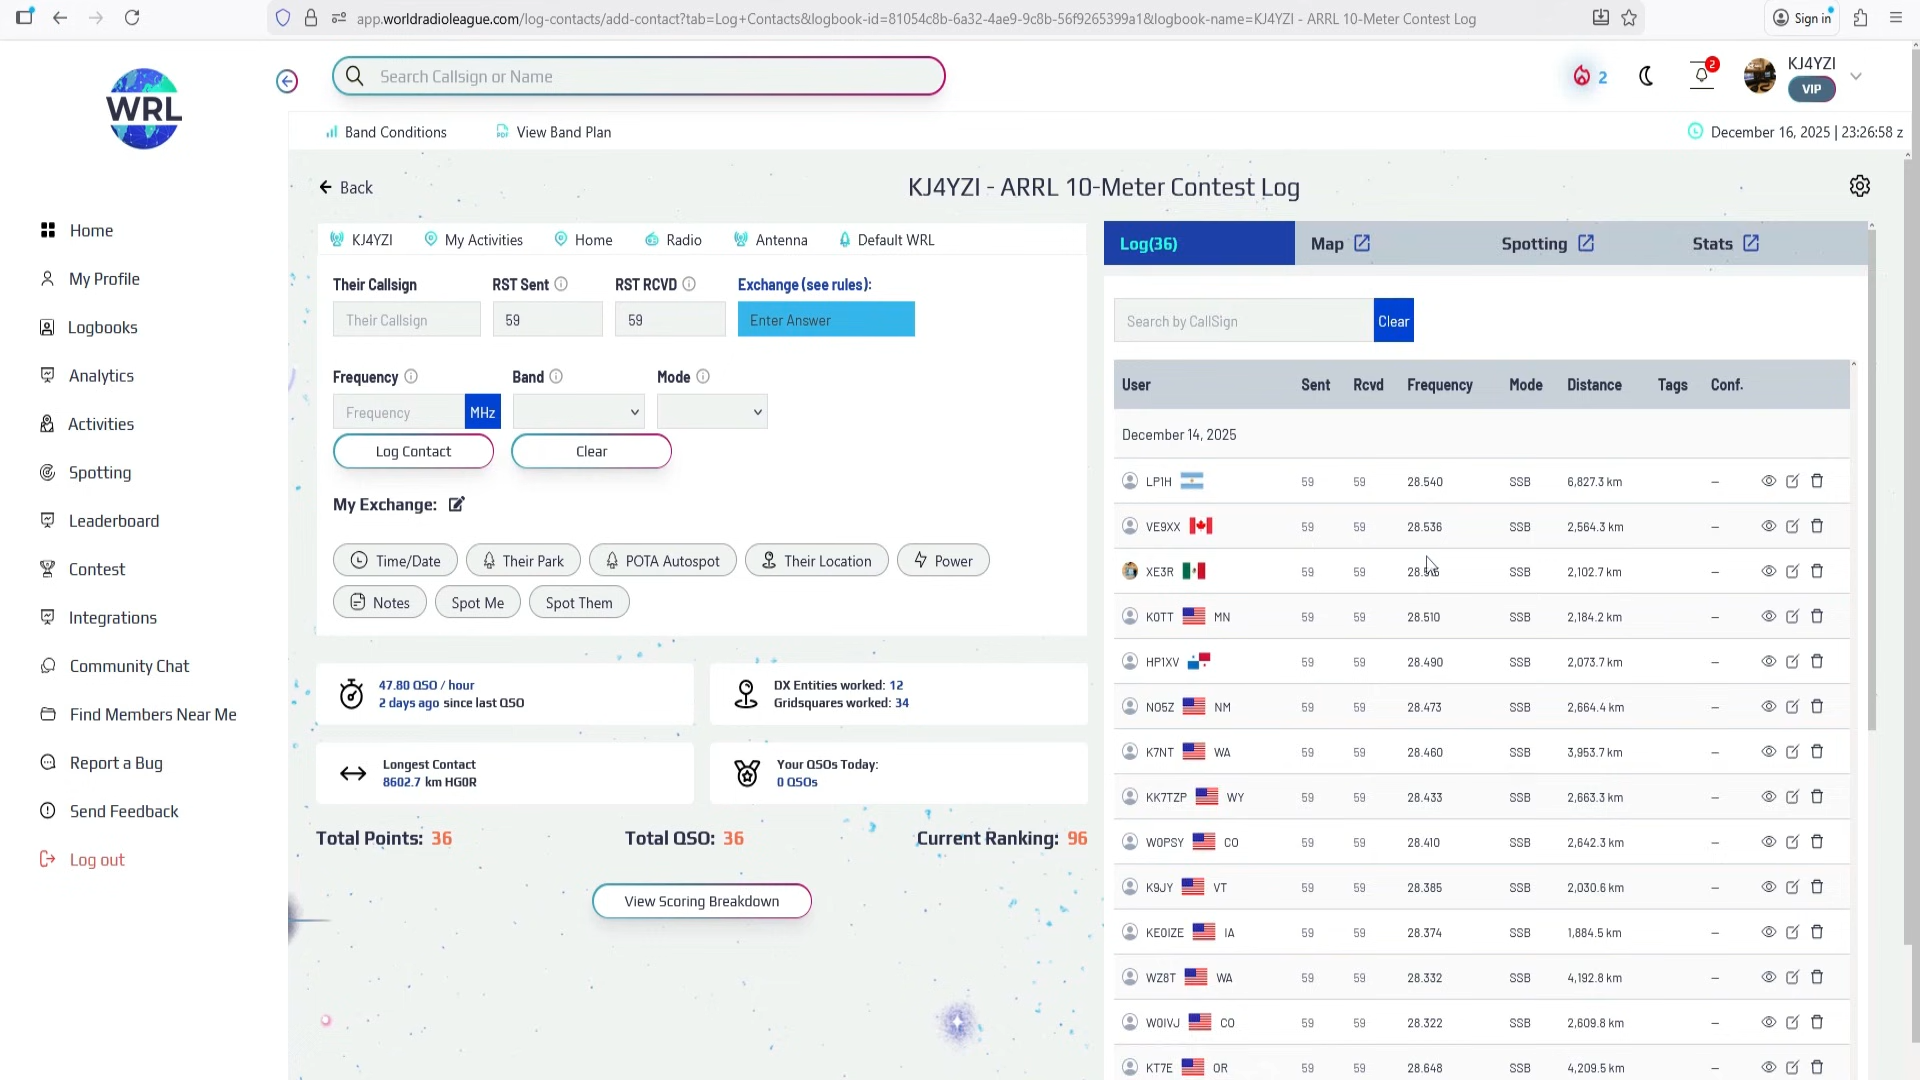 app.worldradioleague.com/log-contacts/add-contact?tab=Log+Contacts&logbook-id=81054c8b-6a32-4ae9-9c8b-56f9265399a1&logbook-name=KJ4YZI - ARRL 10-Meter Contest Log
Sign in
WRL
Search Callsign or Name
2
2
KJ4YZI
VIP
Band Conditions
View Band Plan
December 16, 2025 | 23:26:58 z
Home
My Profile
Logbooks
Analytics
Activities
Spotting
Leaderboard
Contest
Integrations
Community Chat
Find Members Near Me
Report a Bug
Send Feedback
Log out
Back
KJ4YZI - ARRL 10-Meter Contest Log
KJ4YZI My Activities Home Radio Antenna Default WRL
Their Callsign RST Sent RST RCVD Exchange (see rules):
Their Callsign 59 59 Enter Answer
Frequency Band Mode
Frequency MHz
Log Contact Clear
My Exchange:
Time/Date Their Park POTA Autospot Their Location Power
Notes Spot Me Spot Them
47.80 QSO / hour
2 days ago since last QSO
DX Entities worked: 12
Gridsquares worked: 34
Longest Contact
8602.7 km HG0R
Your QSOs Today:
0 QSOs
Total Points: 36 Total QSO: 36 Current Ranking: 96
View Scoring Breakdown
Log(36) Map Spotting Stats
Search by CallSign Clear
User Sent Rcvd Frequency Mode Distance Tags Conf.
December 14, 2025
LP1H 59 59 28.540 SSB 6,827.3 km –
VE9XX 59 59 28.536 SSB 2,564.3 km –
XE3R 59 59 SSB 2,102.7 km –
K0TT MN 59 59 28.510 SSB 2,184.2 km –
HP1XV 59 59 28.490 SSB 2,073.7 km –
NO5Z NM 59 59 28.473 SSB 2,664.4 km –
K7NT WA 59 59 28.460 SSB 3,953.7 km –
KK7TZP WY 59 59 28.433 SSB 2,663.3 km –
W0PSY CO 59 59 28.410 SSB 2,642.3 km –
K9JY VT 59 59 28.385 SSB 2,030.6 km –
KE0IZE IA 59 59 28.374 SSB 1,884.5 km –
WZ8T WA 59 59 28.332 SSB 4,192.8 km –
W0IVJ CO 59 59 28.322 SSB 2,609.8 km –
KT7E OR 59 59 28.648 SSB 4,209.5 km –